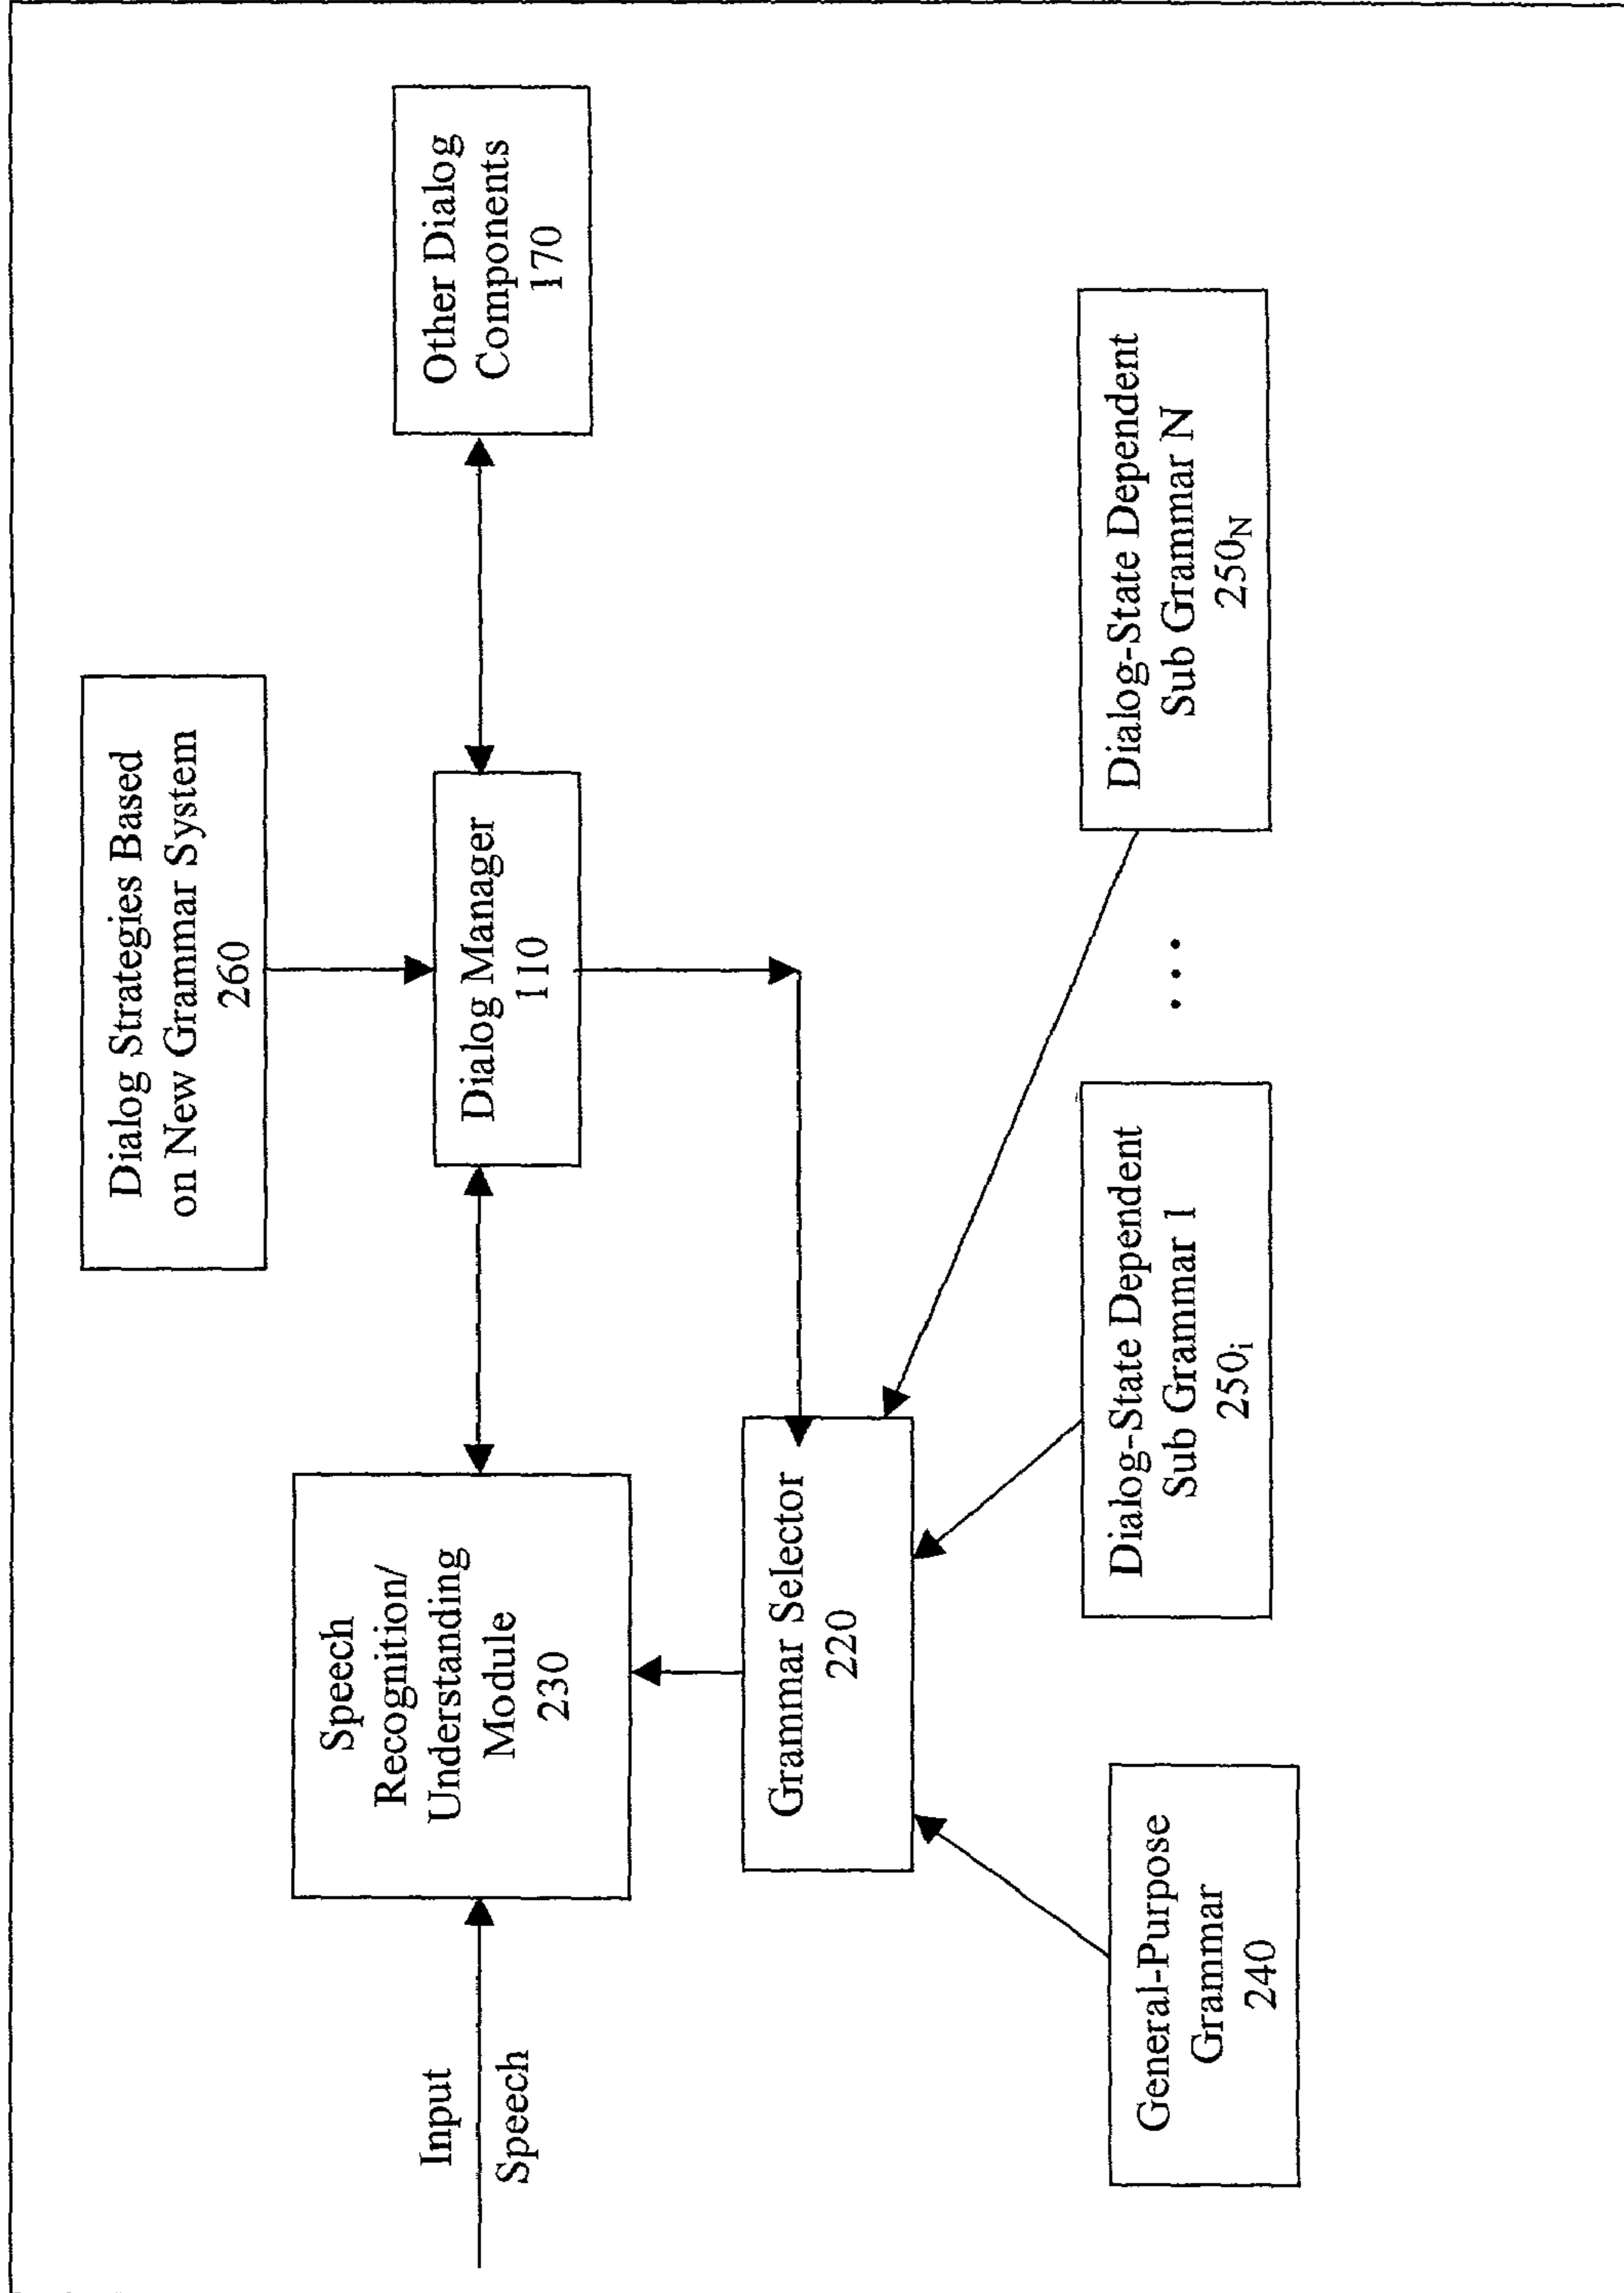 Dialog Strategies Based
on New Grammar System
260
Input
Speech
Speech
Recognition/
Understanding
Module
230
Dialog Manager
110
Other Dialog
Components
170
Grammar Selector
220
General-Purpose
Grammar
240
Dialog-State Dependent
Sub Grammar 1
250i
. . .
Dialog-State Dependent
Sub Grammar N
250N